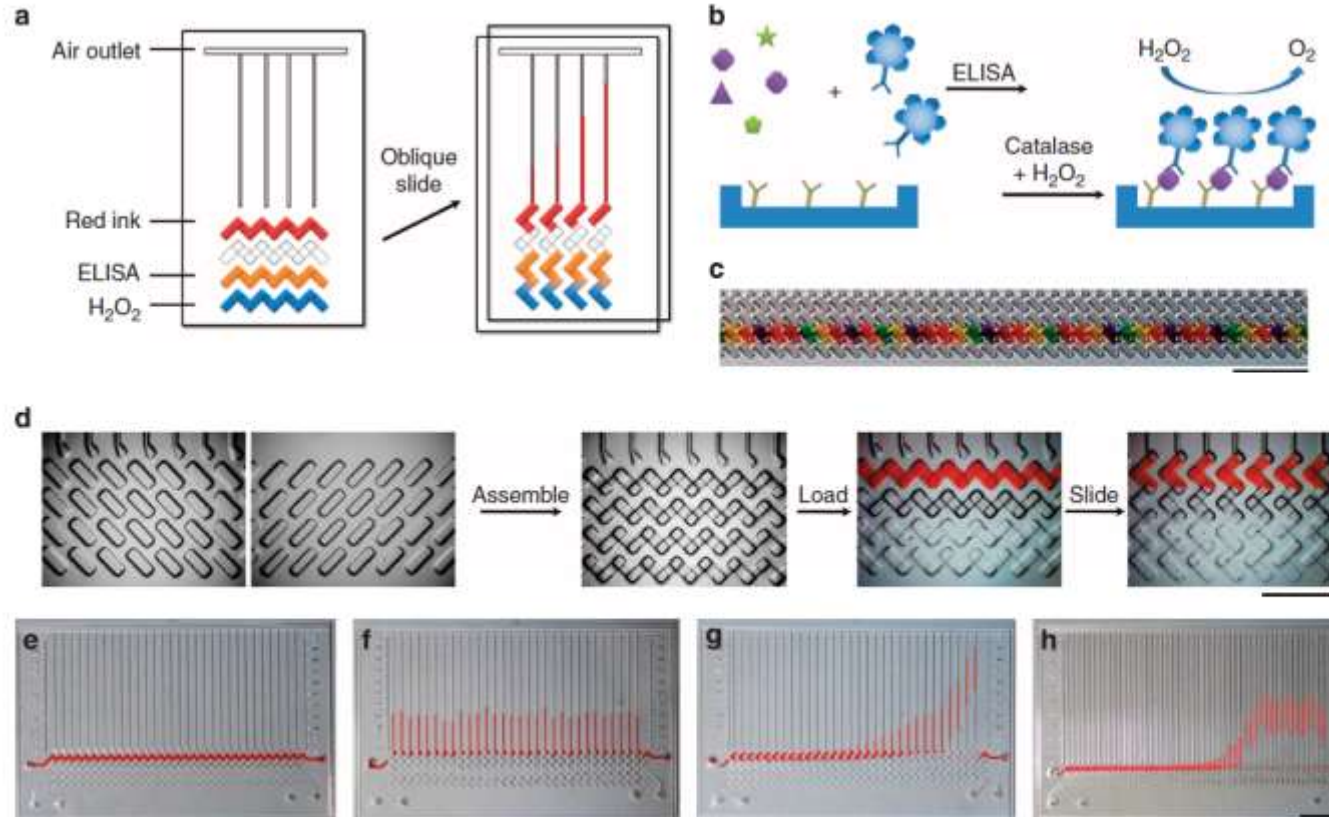 a
Air outlet
Red ink
ELISA
H₂O₂
Oblique
slide
b
+
ELISA
Catalase
+ H₂O₂
H₂O₂
O₂
c
d
Assemble
Load
Slide
e
f
g
h